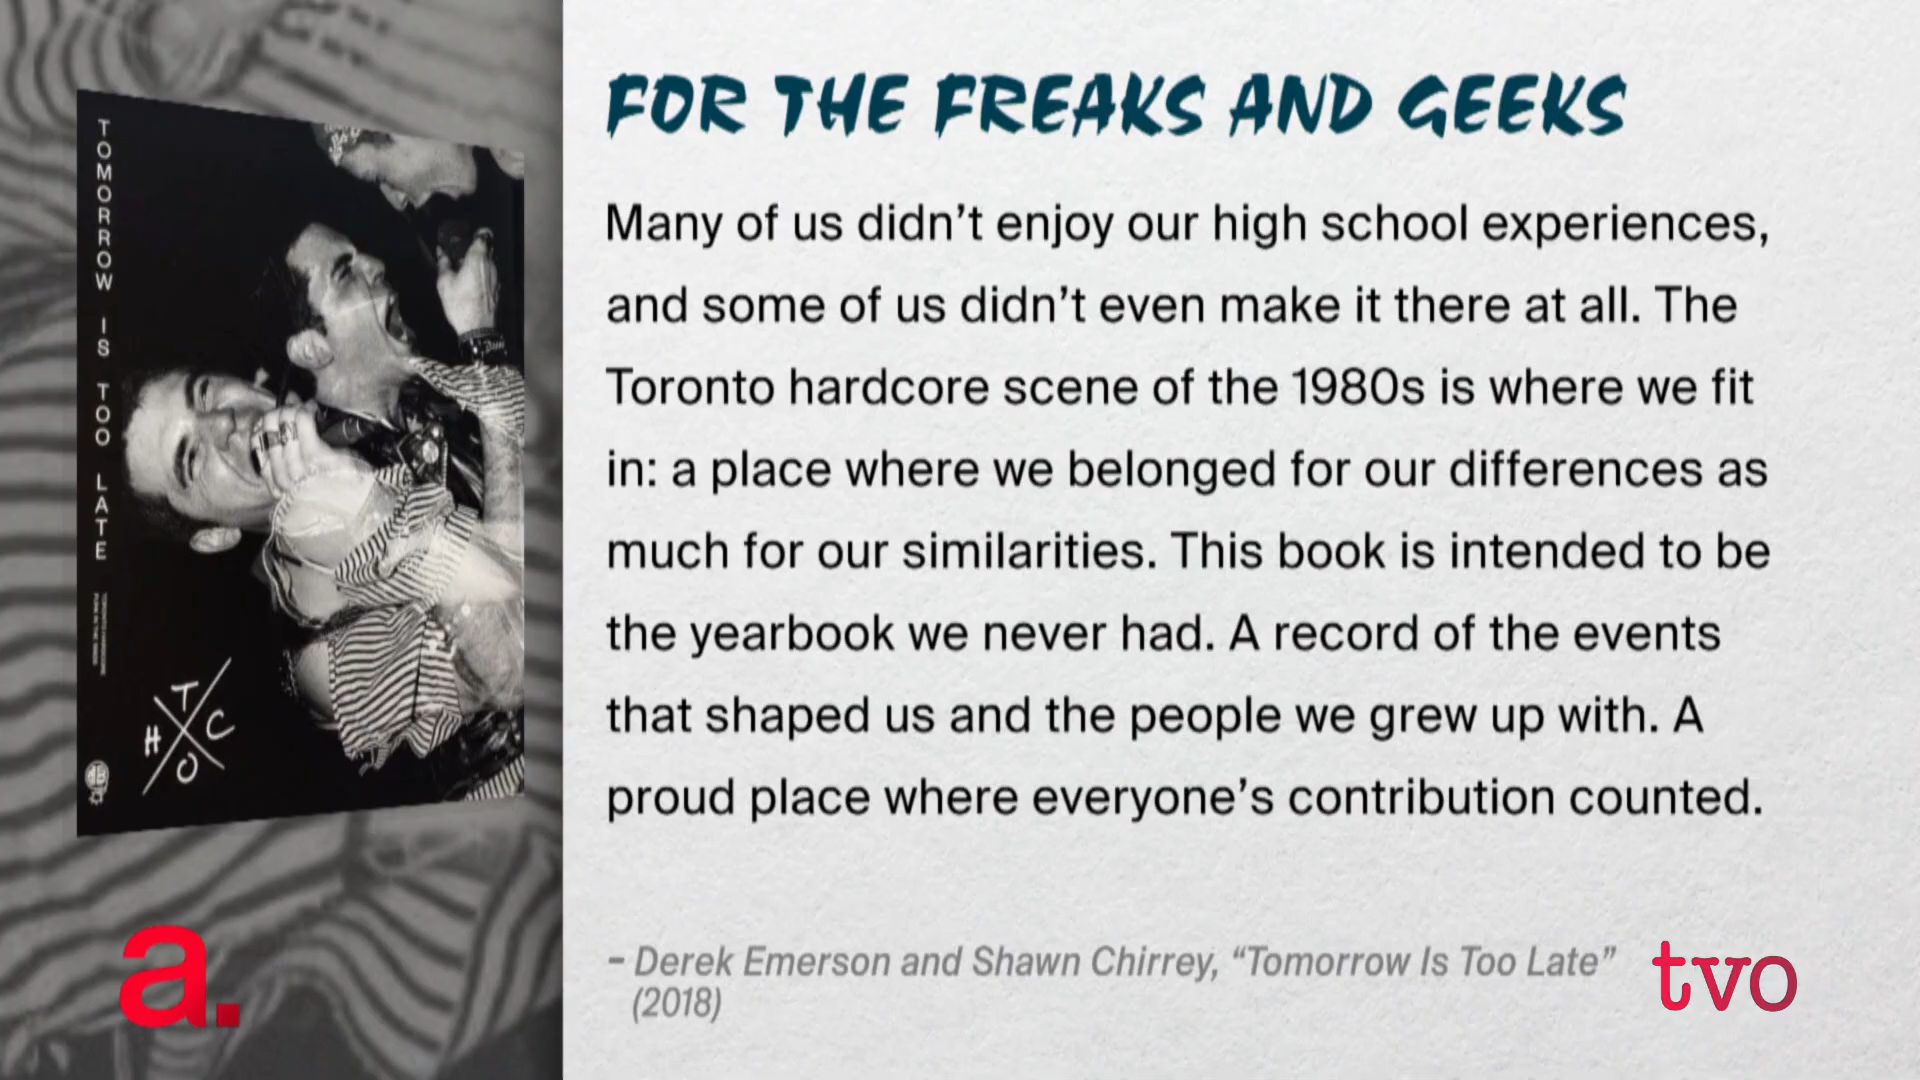 TOMORROW IS TOO LATE
T
H C
O
FOR THE FREAKS AND GEEKS
Many of us didn’t enjoy our high school experiences,
and some of us didn’t even make it there at all. The
Toronto hardcore scene of the 1980s is where we fit
in: a place where we belonged for our differences as
much for our similarities. This book is intended to be
the yearbook we never had. A record of the events
that shaped us and the people we grew up with. A
proud place where everyone’s contribution counted.
– Derek Emerson and Shawn Chirrey, “Tomorrow Is Too Late”
(2018)
a.
tvo